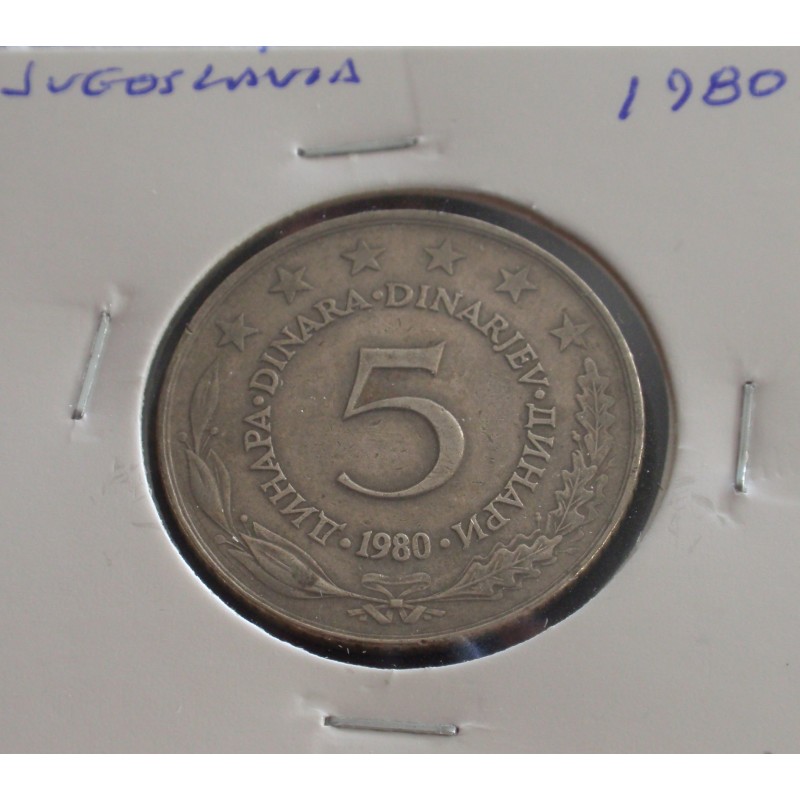 JUGOSLAVIA 1980
ДИНАРА · DINARA · DINARJEV · ДИНАРИ
5
· 1980 ·